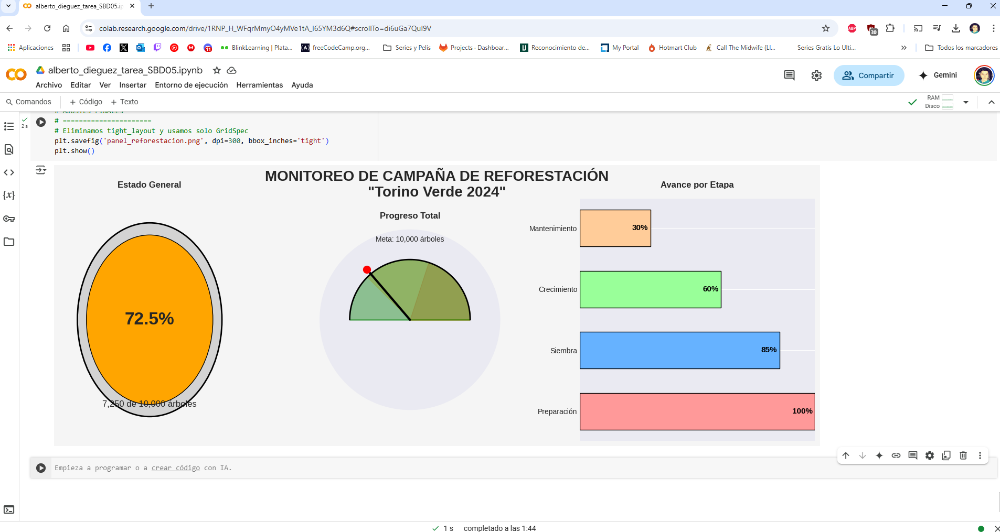 alberto_dieguez_tarea_SBD05.ip
colab.research.google.com/drive/1RNP_H_WFqrMmyO4yMVe1tA_I65YM3d6Q#scrollTo=di6uGa7QuI9V
ABP
30
Aplicaciones
11
BlinkLearning | Plata...
freeCodeCamp.org...
Series y Pelis
Projects · Dashboar...
Reconocimiento de...
My Portal
Hotmart Club
Call The Midwife (Ll...
Series Gratis Lo Ulti...
Todos los marcadores
alberto_dieguez_tarea_SBD05.ipynb
Archivo Editar Ver Insertar Entorno de ejecución Herramientas Ayuda
Compartir
Gemini
Comandos + Código + Texto
RAM
Disco
# AJUSTES FINALES
2 s
# ======================
# Eliminamos tight_layout y usamos solo GridSpec
plt.savefig('panel_reforestacion.png', dpi=300, bbox_inches='tight')
plt.show()
MONITOREO DE CAMPAÑA DE REFORESTACIÓN
"Torino Verde 2024"
Estado General
72.5%
7,250 de 10,000 árboles
Progreso Total
Meta: 10,000 árboles
Avance por Etapa
Mantenimiento
30%
Crecimiento
60%
Siembra
85%
Preparación
100%
Empieza a programar o a crear código con IA.
1 s completado a las 1:44